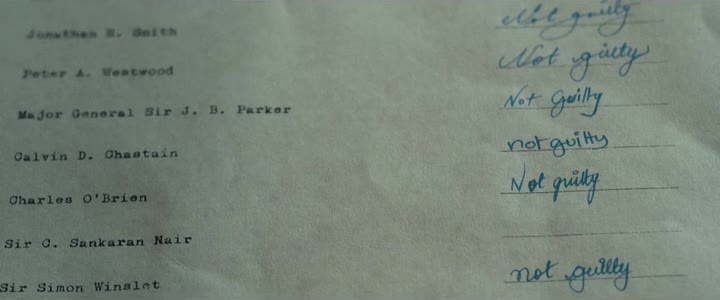 Jonathan R. Smith Not guilty
Peter A. Westwood Not guilty
Major General Sir J. B. Parker Not Guilty
Calvin D. Chastain not guilty
Charles O'Brien Not guilty
Sir C. Sankaran Nair
Sir Simon Winslet not guilty